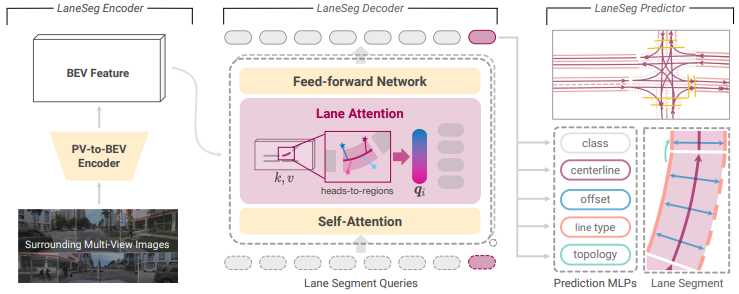 LaneSeg Encoder
BEV Feature
PV-to-BEV
Encoder
Surrounding Multi-View Images
LaneSeg Decoder
Feed-forward Network
Lane Attention
k, v
heads-to-regions
qi
Self-Attention
Lane Segment Queries
LaneSeg Predictor
class
centerline
offset
line type
topology
Prediction MLPs
Lane Segment